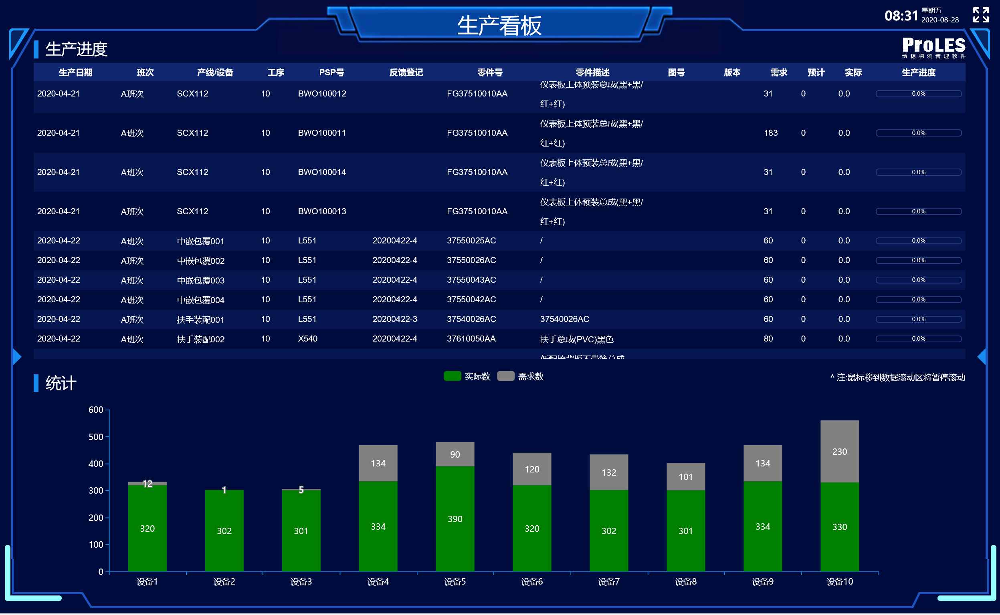 生产看板
08:31
星期五
2020-08-28
生产进度
ProLES
博穗物流管理软件
生产日期 班次 产线/设备 工序 PSP号 反馈登记 零件号 零件描述 图号 版本 需求 预计 实际 生产进度
2020-04-21 A班次 SCX112 10 BWO100012 FG37510010AA 仪表板上体预装总成(黑+黑/ 31 0 0.0 0.0%
红+红)
2020-04-21 A班次 SCX112 10 BWO100011 FG37510010AA 仪表板上体预装总成(黑+黑/ 183 0 0.0 0.0%
红+红)
2020-04-21 A班次 SCX112 10 BWO100014 FG37510010AA 仪表板上体预装总成(黑+黑/ 31 0 0.0 0.0%
红+红)
2020-04-21 A班次 SCX112 10 BWO100013 FG37510010AA 仪表板上体预装总成(黑+黑/ 31 0 0.0 0.0%
红+红)
2020-04-22 A班次 中嵌包覆001 10 L551 20200422-4 37550025AC / 60 0 0.0 0.0%
2020-04-22 A班次 中嵌包覆002 10 L551 20200422-4 37550026AC / 60 0 0.0 0.0%
2020-04-22 A班次 中嵌包覆003 10 L551 20200422-4 37550043AC / 60 0 0.0 0.0%
2020-04-22 A班次 中嵌包覆004 10 L551 20200422-4 37550042AC / 60 0 0.0 0.0%
2020-04-22 A班次 扶手装配001 10 L551 20200422-3 37540026AC 37540026AC 60 0 0.0 0.0%
2020-04-22 A班次 扶手装配002 10 X540 20200422-4 37610050AA 扶手总成(PVC)黑色 80 0 0.0 0.0%
统计
实际数 需求数
^ 注:鼠标移到数据滚动区将暂停滚动
600
500
400
300
200
100
0
12 1 5 134 90 120 132 101 134 230
320 302 301 334 390 320 302 301 334 330
设备1 设备2 设备3 设备4 设备5 设备6 设备7 设备8 设备9 设备10